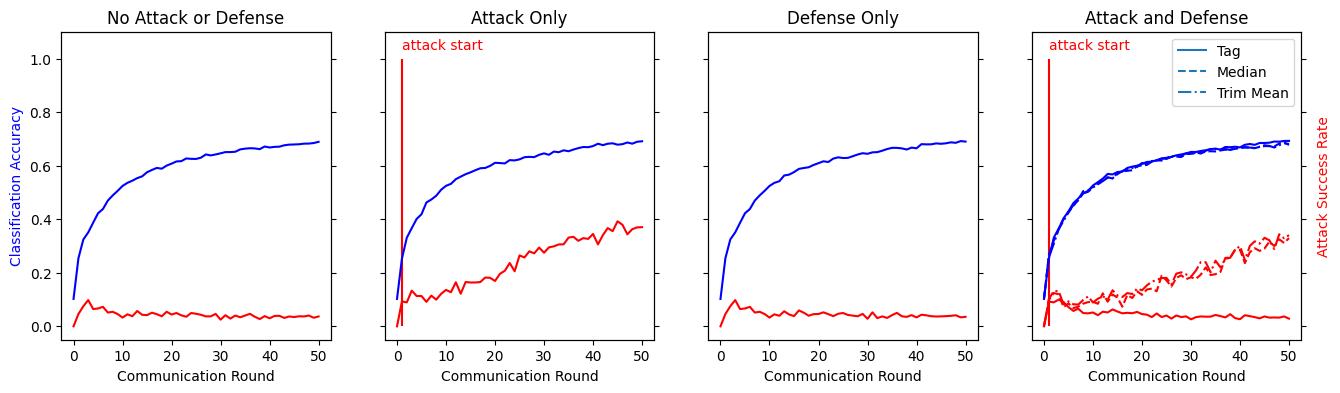 No Attack or Defense
Attack Only
Defense Only
Attack and Defense
Classification Accuracy
1.0
0.8
0.6
0.4
0.2
0.0
attack start
attack start
Tag
Median
Trim Mean
Attack Success Rate
0 10 20 30 40 50
0 10 20 30 40 50
0 10 20 30 40 50
0 10 20 30 40 50
Communication Round
Communication Round
Communication Round
Communication Round